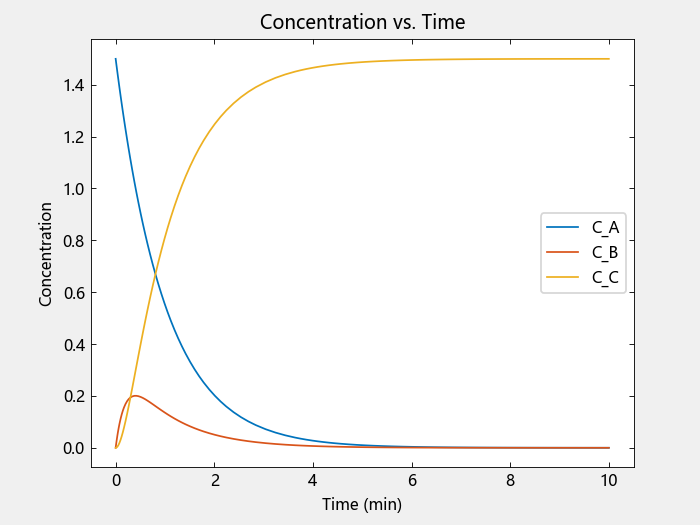 Concentration vs. Time
Concentration
1.4
1.2
1.0
0.8
0.6
0.4
0.2
0.0
C_A
C_B
C_C
0 2 4 6 8 10
Time (min)